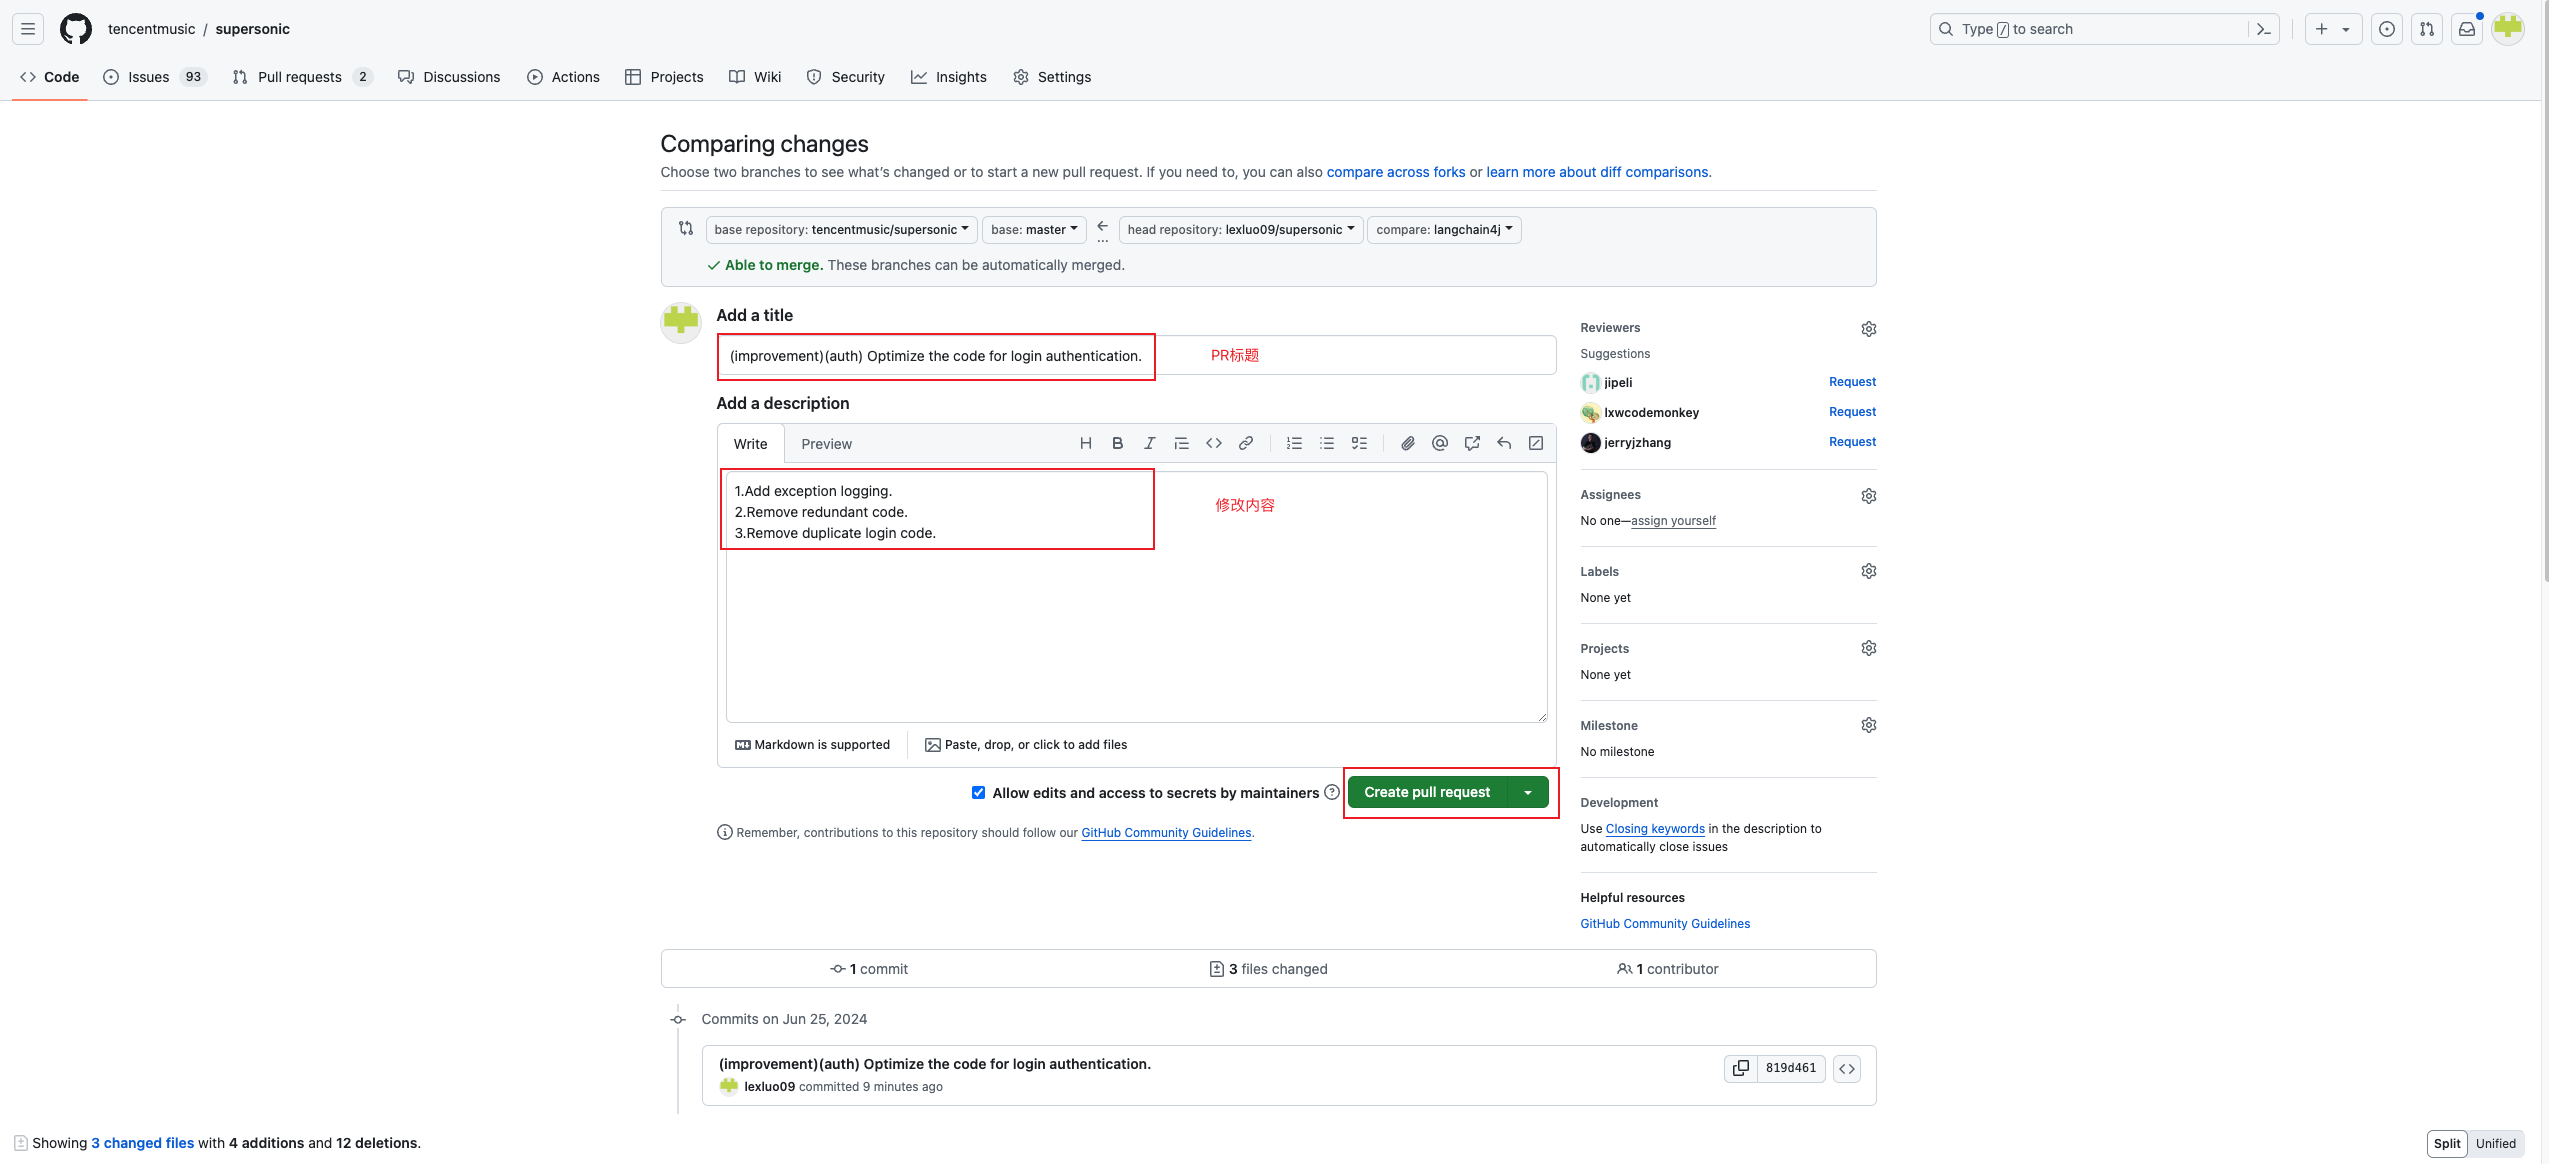 tencentmusic / supersonic
Type / to search
Code
Issues 93
Pull requests 2
Discussions
Actions
Projects
Wiki
Security
Insights
Settings
Comparing changes
Choose two branches to see what's changed or to start a new pull request. If you need to, you can also compare across forks or learn more about diff comparisons.
base repository: tencentmusic/supersonic
base: master
head repository: lexluo09/supersonic
compare: langchain4j
Able to merge. These branches can be automatically merged.
Add a title
(improvement)(auth) Optimize the code for login authentication.
PR标题
Add a description
Write
Preview
1.Add exception logging.
2.Remove redundant code.
3.Remove duplicate login code.
修改内容
Markdown is supported
Paste, drop, or click to add files
Allow edits and access to secrets by maintainers
Create pull request
Remember, contributions to this repository should follow our GitHub Community Guidelines.
Reviewers
Suggestions
jipeli Request
lxwcodemonkey Request
jerryjzhang Request
Assignees
No one—assign yourself
Labels
None yet
Projects
None yet
Milestone
No milestone
Development
Use Closing keywords in the description to
automatically close issues
Helpful resources
GitHub Community Guidelines
1 commit
3 files changed
1 contributor
Commits on Jun 25, 2024
(improvement)(auth) Optimize the code for login authentication.
lexluo09 committed 9 minutes ago
819d461
Showing 3 changed files with 4 additions and 12 deletions.
Split
Unified